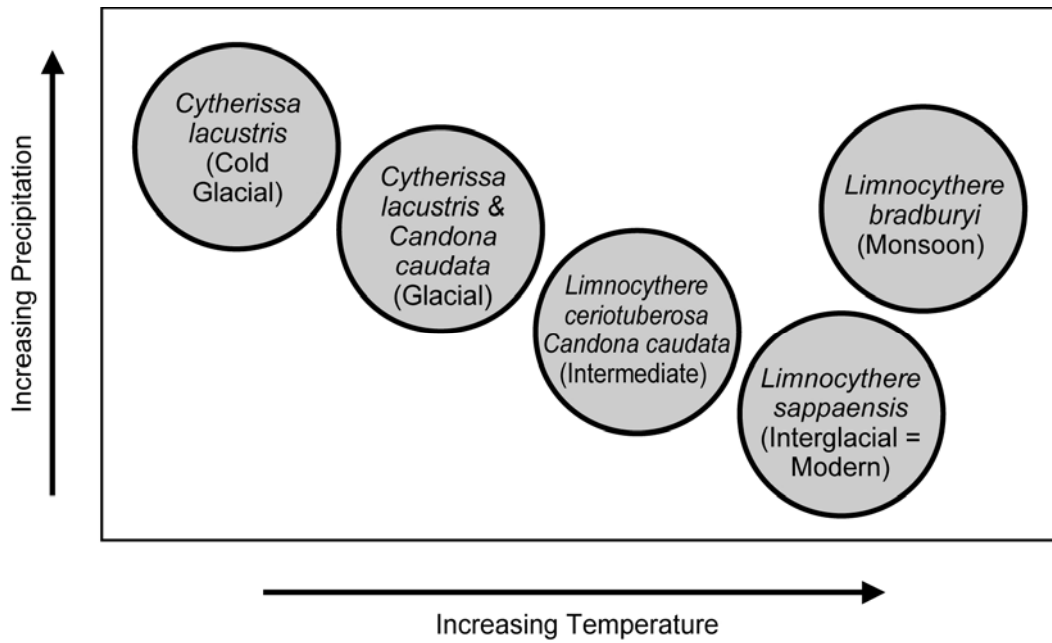 Increasing Precipitation
Cytherissa
lacustris
(Cold
Glacial)
Cytherissa
lacustris &
Candona
caudata
(Glacial)
Limnocythere
ceriotuberosa
Candona caudata
(Intermediate)
Limnocythere
sappaensis
(Interglacial =
Modern)
Limnocythere
bradburyi
(Monsoon)
Increasing Temperature